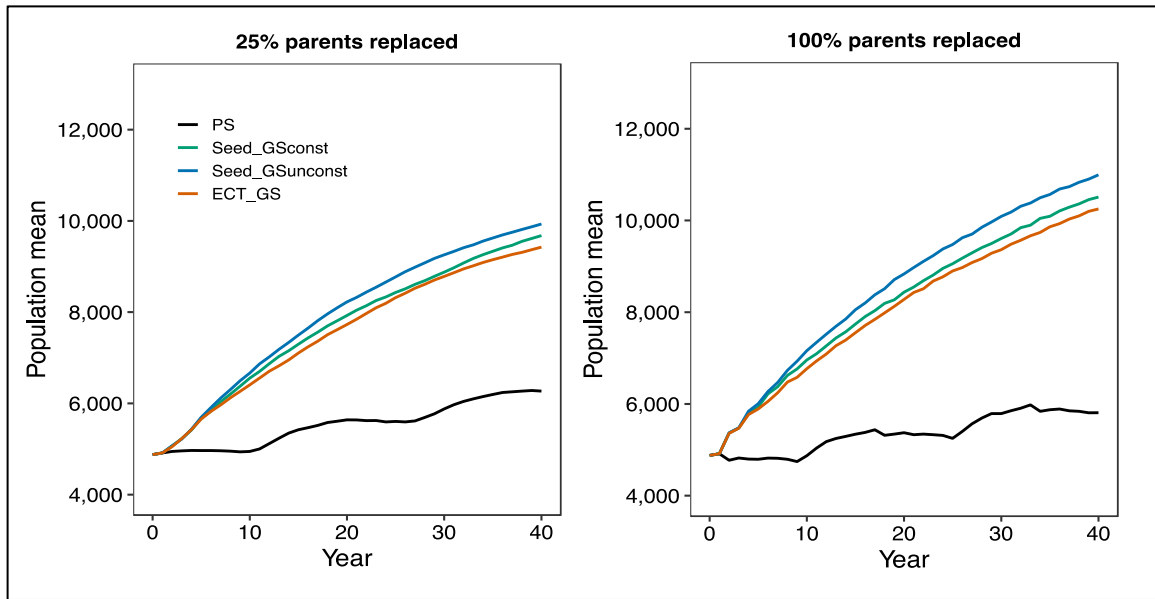 25% parents replaced
Population mean
12,000
10,000
8,000
6,000
4,000
PS
Seed_GSconst
Seed_GSunconst
ECT_GS
0 10 20 30 40
Year
100% parents replaced
Population mean
12,000
10,000
8,000
6,000
4,000
0 10 20 30 40
Year